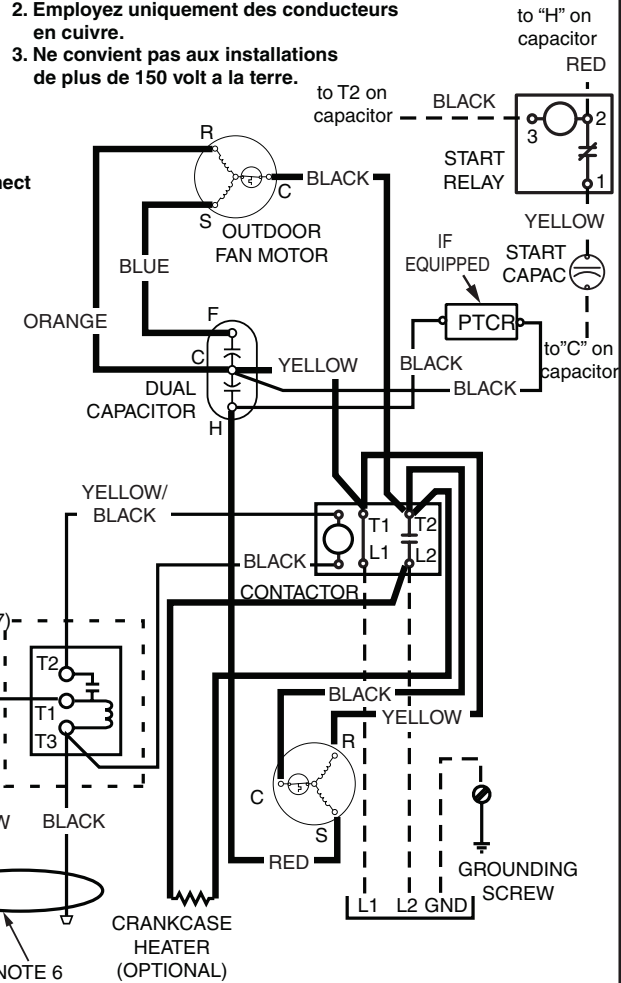 2. Employez uniquement des conducteurs
en cuivre.
3. Ne convient pas aux installations
de plus de 150 volt a la terre.
to “H” on
capacitor
RED
to T2 on
capacitor
BLACK
3
2
1
START
RELAY
R
C
S
BLACK
OUTDOOR
FAN MOTOR
YELLOW
START
CAPAC
IF
EQUIPPED
BLUE
ORANGE
F
C
H
PTCR
to”C” on
capacitor
YELLOW
BLACK
BLACK
DUAL
CAPACITOR
YELLOW/
BLACK
T1
T2
L1
L2
BLACK
CONTACTOR
7)
T2
T1
T3
BLACK
YELLOW
R
C
S
BLACK
RED
GROUNDING
SCREW
L1 L2 GND
CRANKCASE
HEATER
(OPTIONAL)
NOTE 6